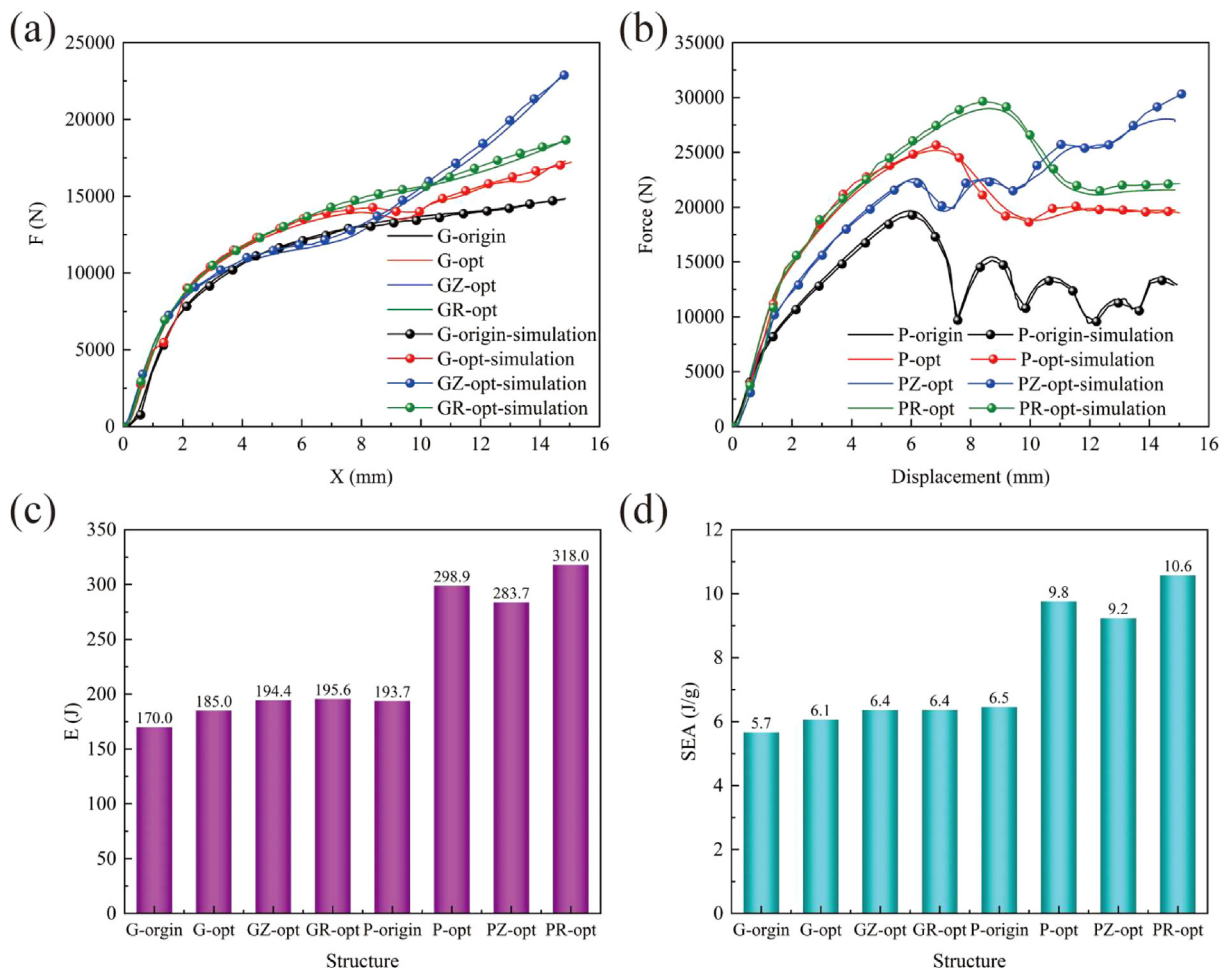 (a)
25000
20000
15000
10000
5000
0
F (N)
0 2 4 6 8 10 12 14 16
X (mm)
G-origin
G-opt
GZ-opt
GR-opt
G-origin-simulation
G-opt-simulation
GZ-opt-simulation
GR-opt-simulation
(b)
35000
30000
25000
20000
15000
10000
5000
0
Force (N)
0 2 4 6 8 10 12 14 16
Displacement (mm)
P-origin P-origin-simulation
P-opt P-opt-simulation
PZ-opt PZ-opt-simulation
PR-opt PR-opt-simulation
(c)
350
300
250
200
150
100
50
0
E (J)
170.0 185.0 194.4 195.6 193.7 298.9 283.7 318.0
G-orgin G-opt GZ-opt GR-opt P-origin P-opt PZ-opt PR-opt
Structure
(d)
12
10
8
6
4
2
0
SEA (J/g)
5.7 6.1 6.4 6.4 6.5 9.8 9.2 10.6
G-orgin G-opt GZ-opt GR-opt P-origin P-opt PZ-opt PR-opt
Structure